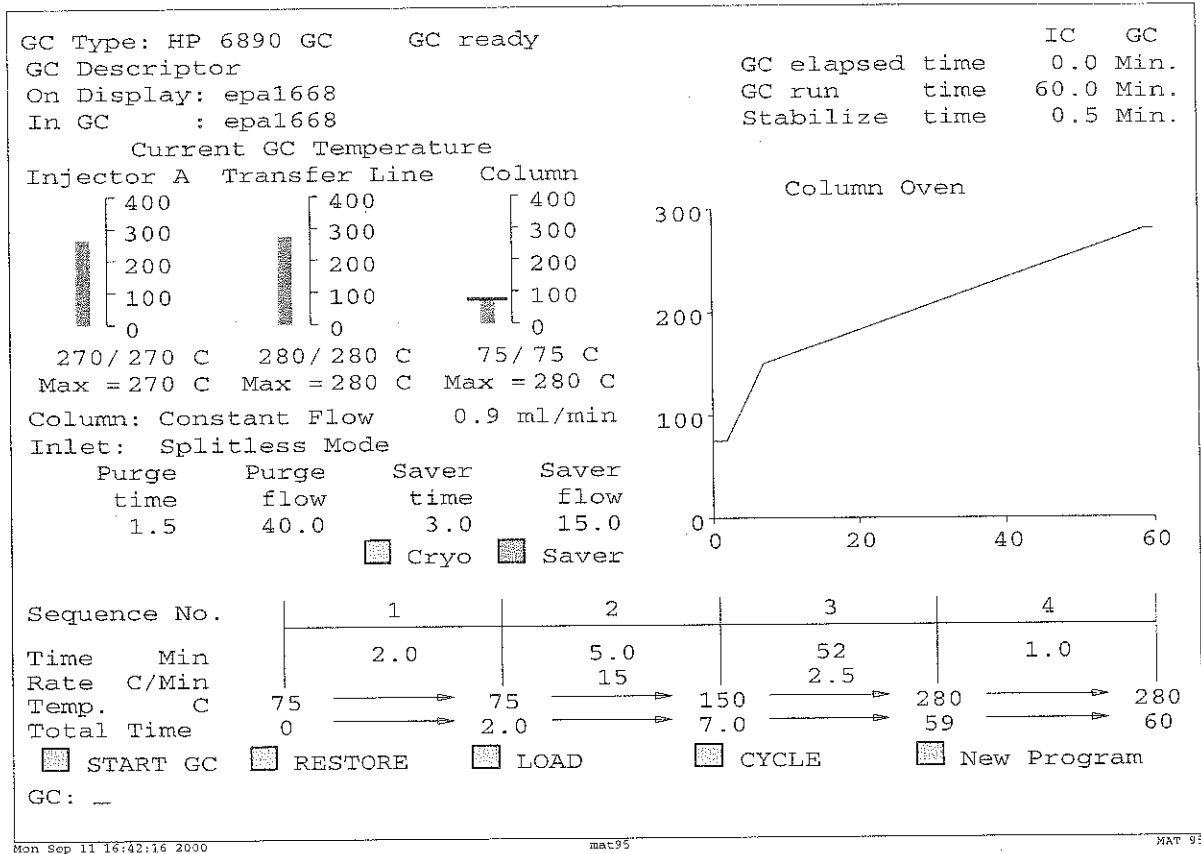 GC Type: HP 6890 GC GC ready
GC Descriptor
On Display: epa1668
In GC : epa1668
IC GC
GC elapsed time 0.0 Min.
GC run time 60.0 Min.
Stabilize time 0.5 Min.
Current GC Temperature
Injector A Transfer Line Column
400 400 400
300 300 300
200 200 200
100 100 100
0 0 0
270/270 C 280/280 C 75/75 C
Max =270 C Max =280 C Max =280 C
Column: Constant Flow 0.9 ml/min
Inlet: Splitless Mode
Purge Purge Saver Saver
time flow time flow
1.5 40.0 3.0 15.0
Cryo Saver
Column Oven
300
200
100
0
0 20 40 60
Sequence No. 1 2 3 4
Time Min 2.0 5.0 52 1.0
Rate C/Min 15 2.5
Temp. C 75 75 150 280 280
Total Time 0 2.0 7.0 59 60
START GC RESTORE LOAD CYCLE New Program
GC: _
Mon Sep 11 16:42:16 2000 mat95 MAT 95